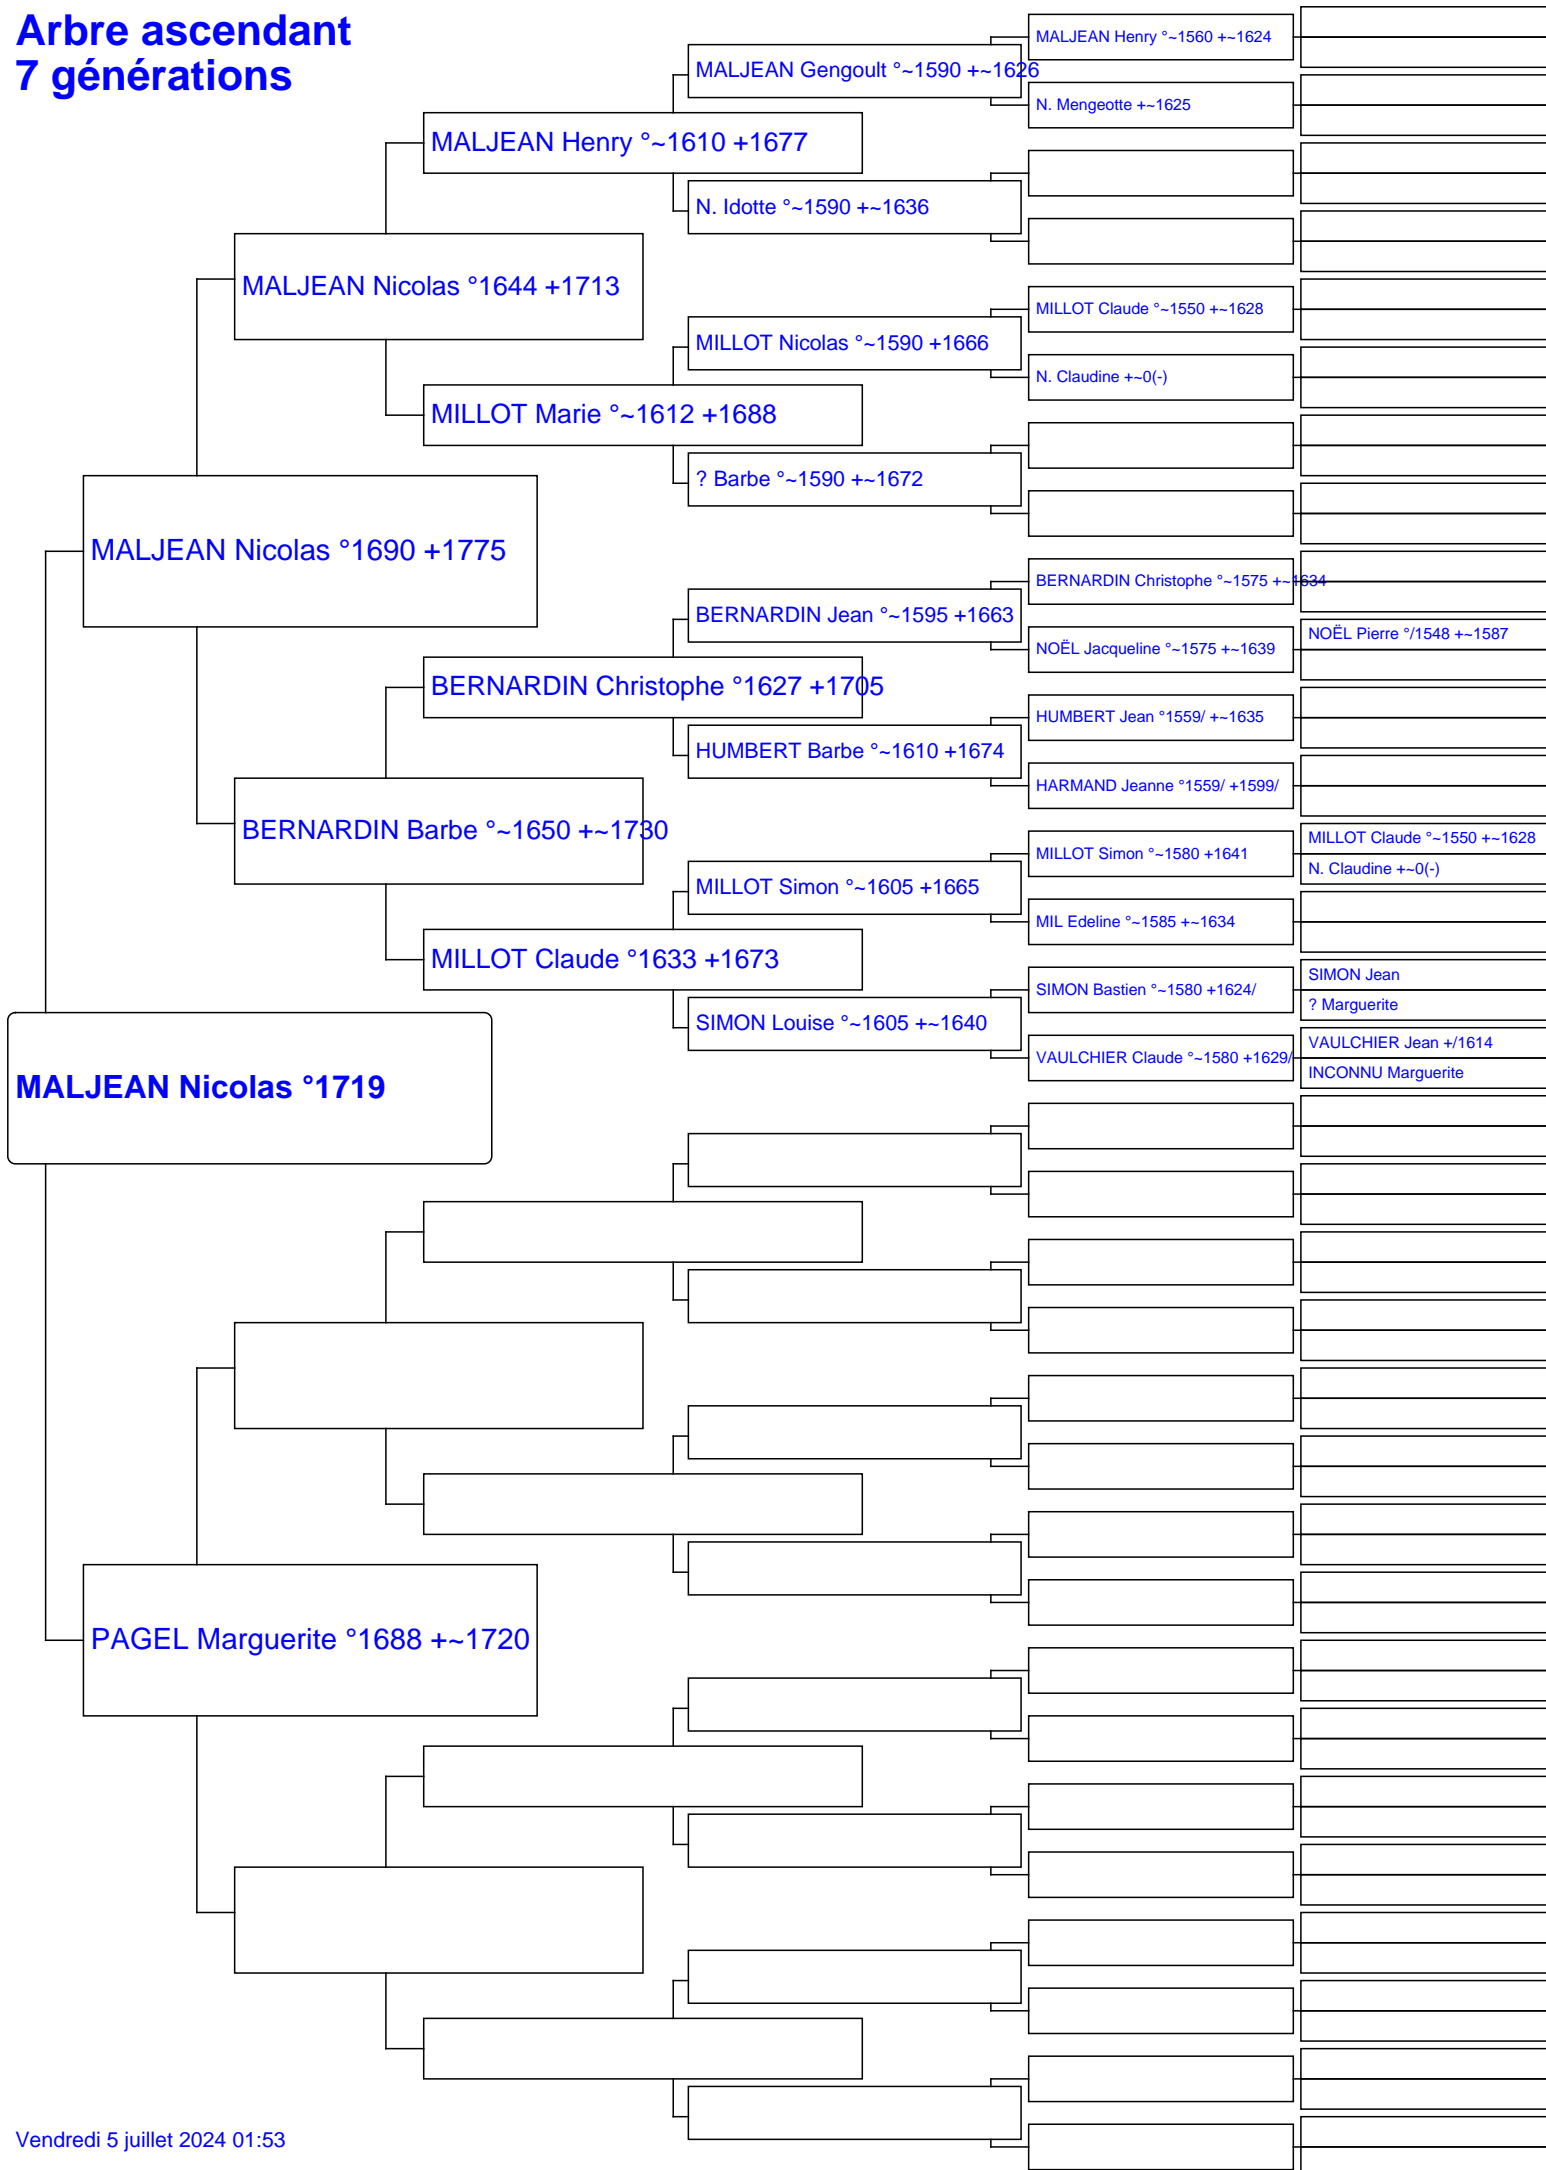 Arbre ascendant
7 générations
MALJEAN Nicolas °1719
MALJEAN Nicolas °1690 +1775
PAGEL Marguerite °1688 +~1720
MALJEAN Nicolas °1644 +1713
BERNARDIN Barbe °~1650 +~1730
MALJEAN Henry °~1610 +1677
MILLOT Marie °~1612 +1688
BERNARDIN Christophe °1627 +1705
MILLOT Claude °1633 +1673
MALJEAN Gengoult °~1590 +~1626
N. Idotte °~1590 +~1636
MILLOT Nicolas °~1590 +1666
? Barbe °~1590 +~1672
BERNARDIN Jean °~1595 +1663
HUMBERT Barbe °~1610 +1674
MILLOT Simon °~1605 +1665
SIMON Louise °~1605 +~1640
MALJEAN Henry °~1560 +~1624
N. Mengeotte +~1625
MILLOT Claude °~1550 +~1628
N. Claudine +~0(-)
BERNARDIN Christophe °~1575 +~1634
NOËL Jacqueline °~1575 +~1639
HUMBERT Jean °1559/ +~1635
HARMAND Jeanne °1559/ +1599/
MILLOT Simon °~1580 +1641
MIL Edeline °~1585 +~1634
SIMON Bastien °~1580 +1624/
VAULCHIER Claude °~1580 +1629/
NOËL Pierre °/1548 +~1587
MILLOT Claude °~1550 +~1628
N. Claudine +~0(-)
SIMON Jean
? Marguerite
VAULCHIER Jean +/1614
INCONNU Marguerite
Vendredi 5 juillet 2024 01:53